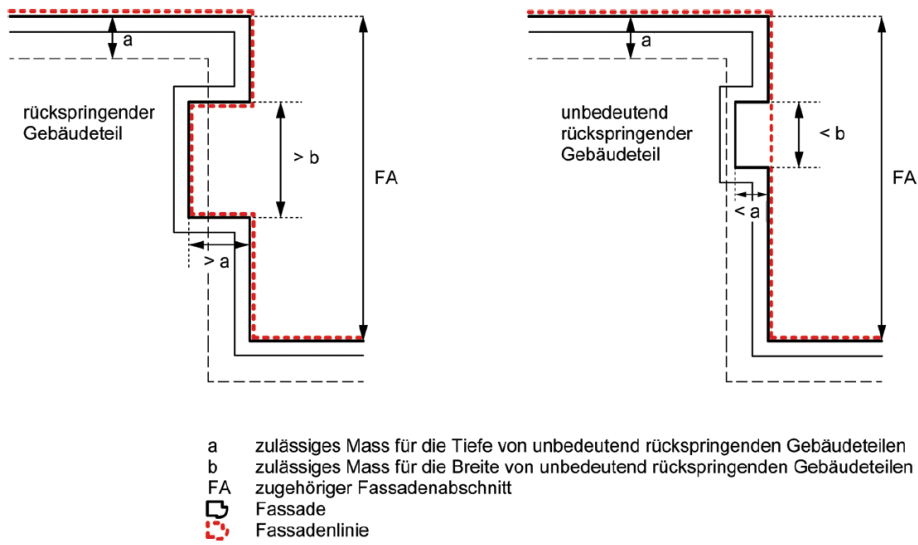 a
rückspringender
Gebäudeteil
> b
FA
> a
a
unbedeutend
rückspringender
Gebäudeteil
< b
FA
< a
a zulässiges Mass für die Tiefe von unbedeutend rückspringenden Gebäudeteilen
b zulässiges Mass für die Breite von unbedeutend rückspringenden Gebäudeteilen
FA zugehöriger Fassadenabschnitt
Fassade
Fassadenlinie